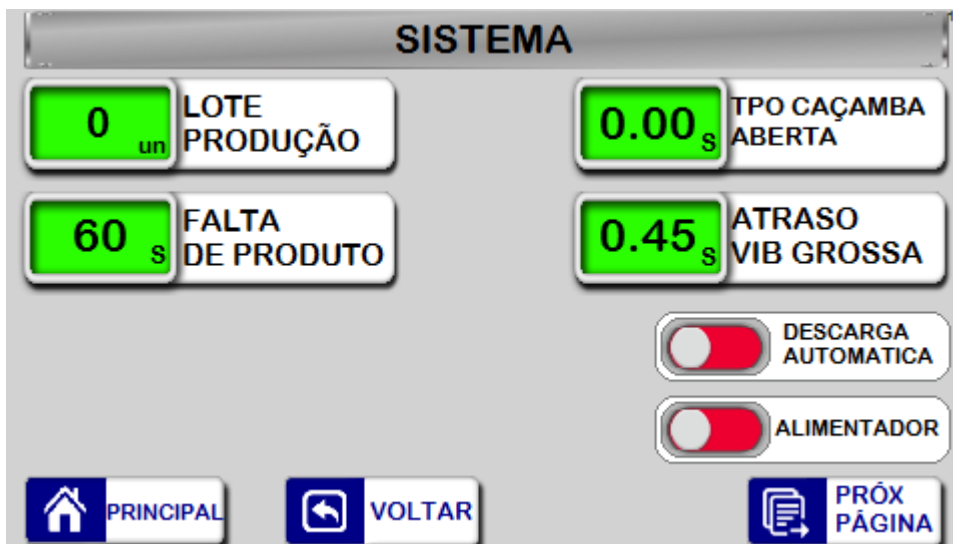 SISTEMA
0 un
LOTE
PRODUÇÃO
0.00 s
TPO CAÇAMBA
ABERTA
60 s
FALTA
DE PRODUTO
0.45 s
ATRASO
VIB GROSSA
DESCARGA
AUTOMATICA
ALIMENTADOR
PRINCIPAL
VOLTAR
PRÓX
PÁGINA